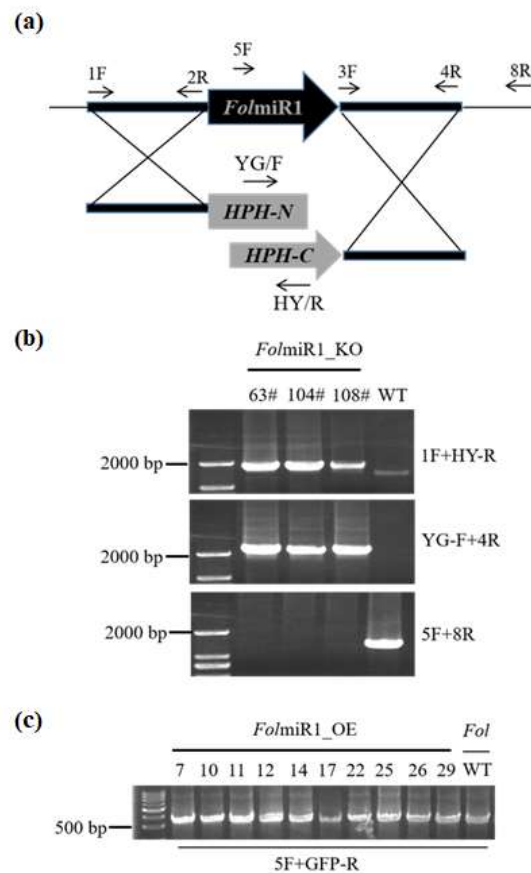 (a)
5F
1F 2R 3F 4R 8R
FolmiR1
YG/F
HPH-N
HPH-C
HY/R
(b)
FolmiR1_KO
63# 104# 108# WT
2000 bp 1F+HY-R
2000 bp YG-F+4R
2000 bp 5F+8R
(c)
FolmiR1_OE Fol
7 10 11 12 14 17 22 25 26 29 WT
500 bp
5F+GFP-R